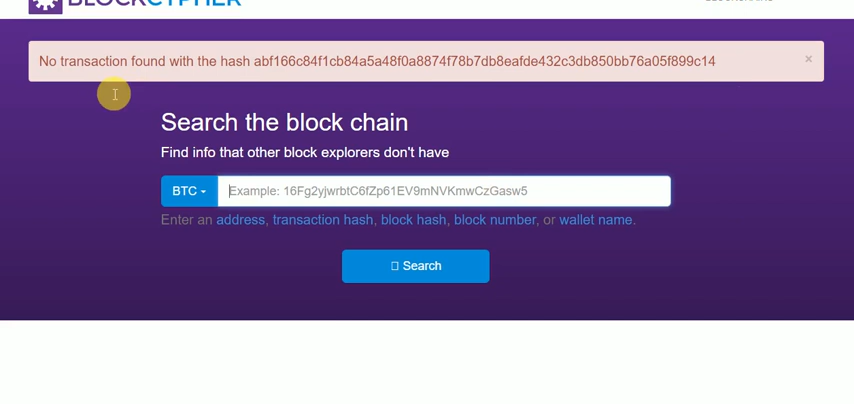 BLOCKCYPHER
No transaction found with the hash abf166c84f1cb84a5a48f0a8874f78b7db8eafde432c3db850bb76a05f899c14
×
Search the block chain
Find info that other block explorers don't have
BTC
Example: 16Fg2yjwrbtC6fZp61EV9mNVKmwCzGasw5
Enter an address, transaction hash, block hash, block number, or wallet name.
Search